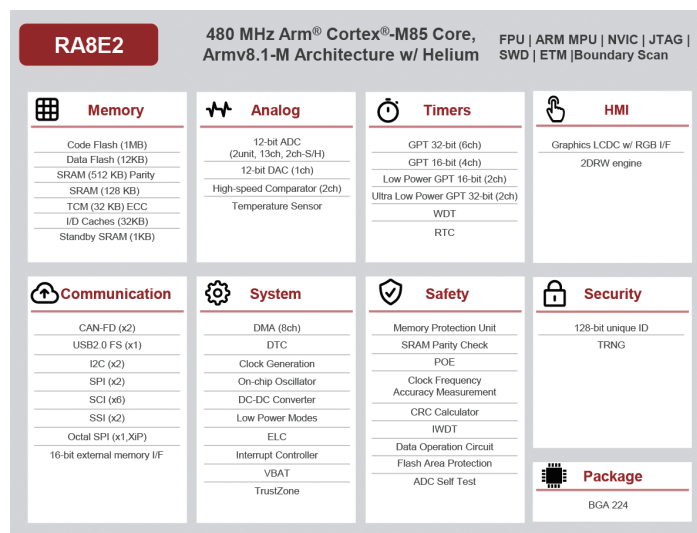 RA8E2
480 MHz Arm® Cortex®-M85 Core,
Armv8.1-M Architecture w/ Helium
FPU | ARM MPU | NVIC | JTAG |
SWD | ETM |Boundary Scan
Memory
Code Flash (1MB)
Data Flash (12KB)
SRAM (512 KB) Parity
SRAM (128 KB)
TCM (32 KB) ECC
I/D Caches (32KB)
Standby SRAM (1KB)
Analog
12-bit ADC
(2unit, 13ch, 2ch-S/H)
12-bit DAC (1ch)
High-speed Comparator (2ch)
Temperature Sensor
Timers
GPT 32-bit (6ch)
GPT 16-bit (4ch)
Low Power GPT 16-bit (2ch)
Ultra Low Power GPT 32-bit (2ch)
WDT
RTC
HMI
Graphics LCDC w/ RGB I/F
2DRW engine
Communication
CAN-FD (x2)
USB2.0 FS (x1)
I2C (x2)
SPI (x2)
SCI (x6)
SSI (x2)
Octal SPI (x1,XiP)
16-bit external memory I/F
System
DMA (8ch)
DTC
Clock Generation
On-chip Oscillator
DC-DC Converter
Low Power Modes
ELC
Interrupt Controller
VBAT
TrustZone
Safety
Memory Protection Unit
SRAM Parity Check
POE
Clock Frequency
Accuracy Measurement
CRC Calculator
IWDT
Data Operation Circuit
Flash Area Protection
ADC Self Test
Security
128-bit unique ID
TRNG
Package
BGA 224